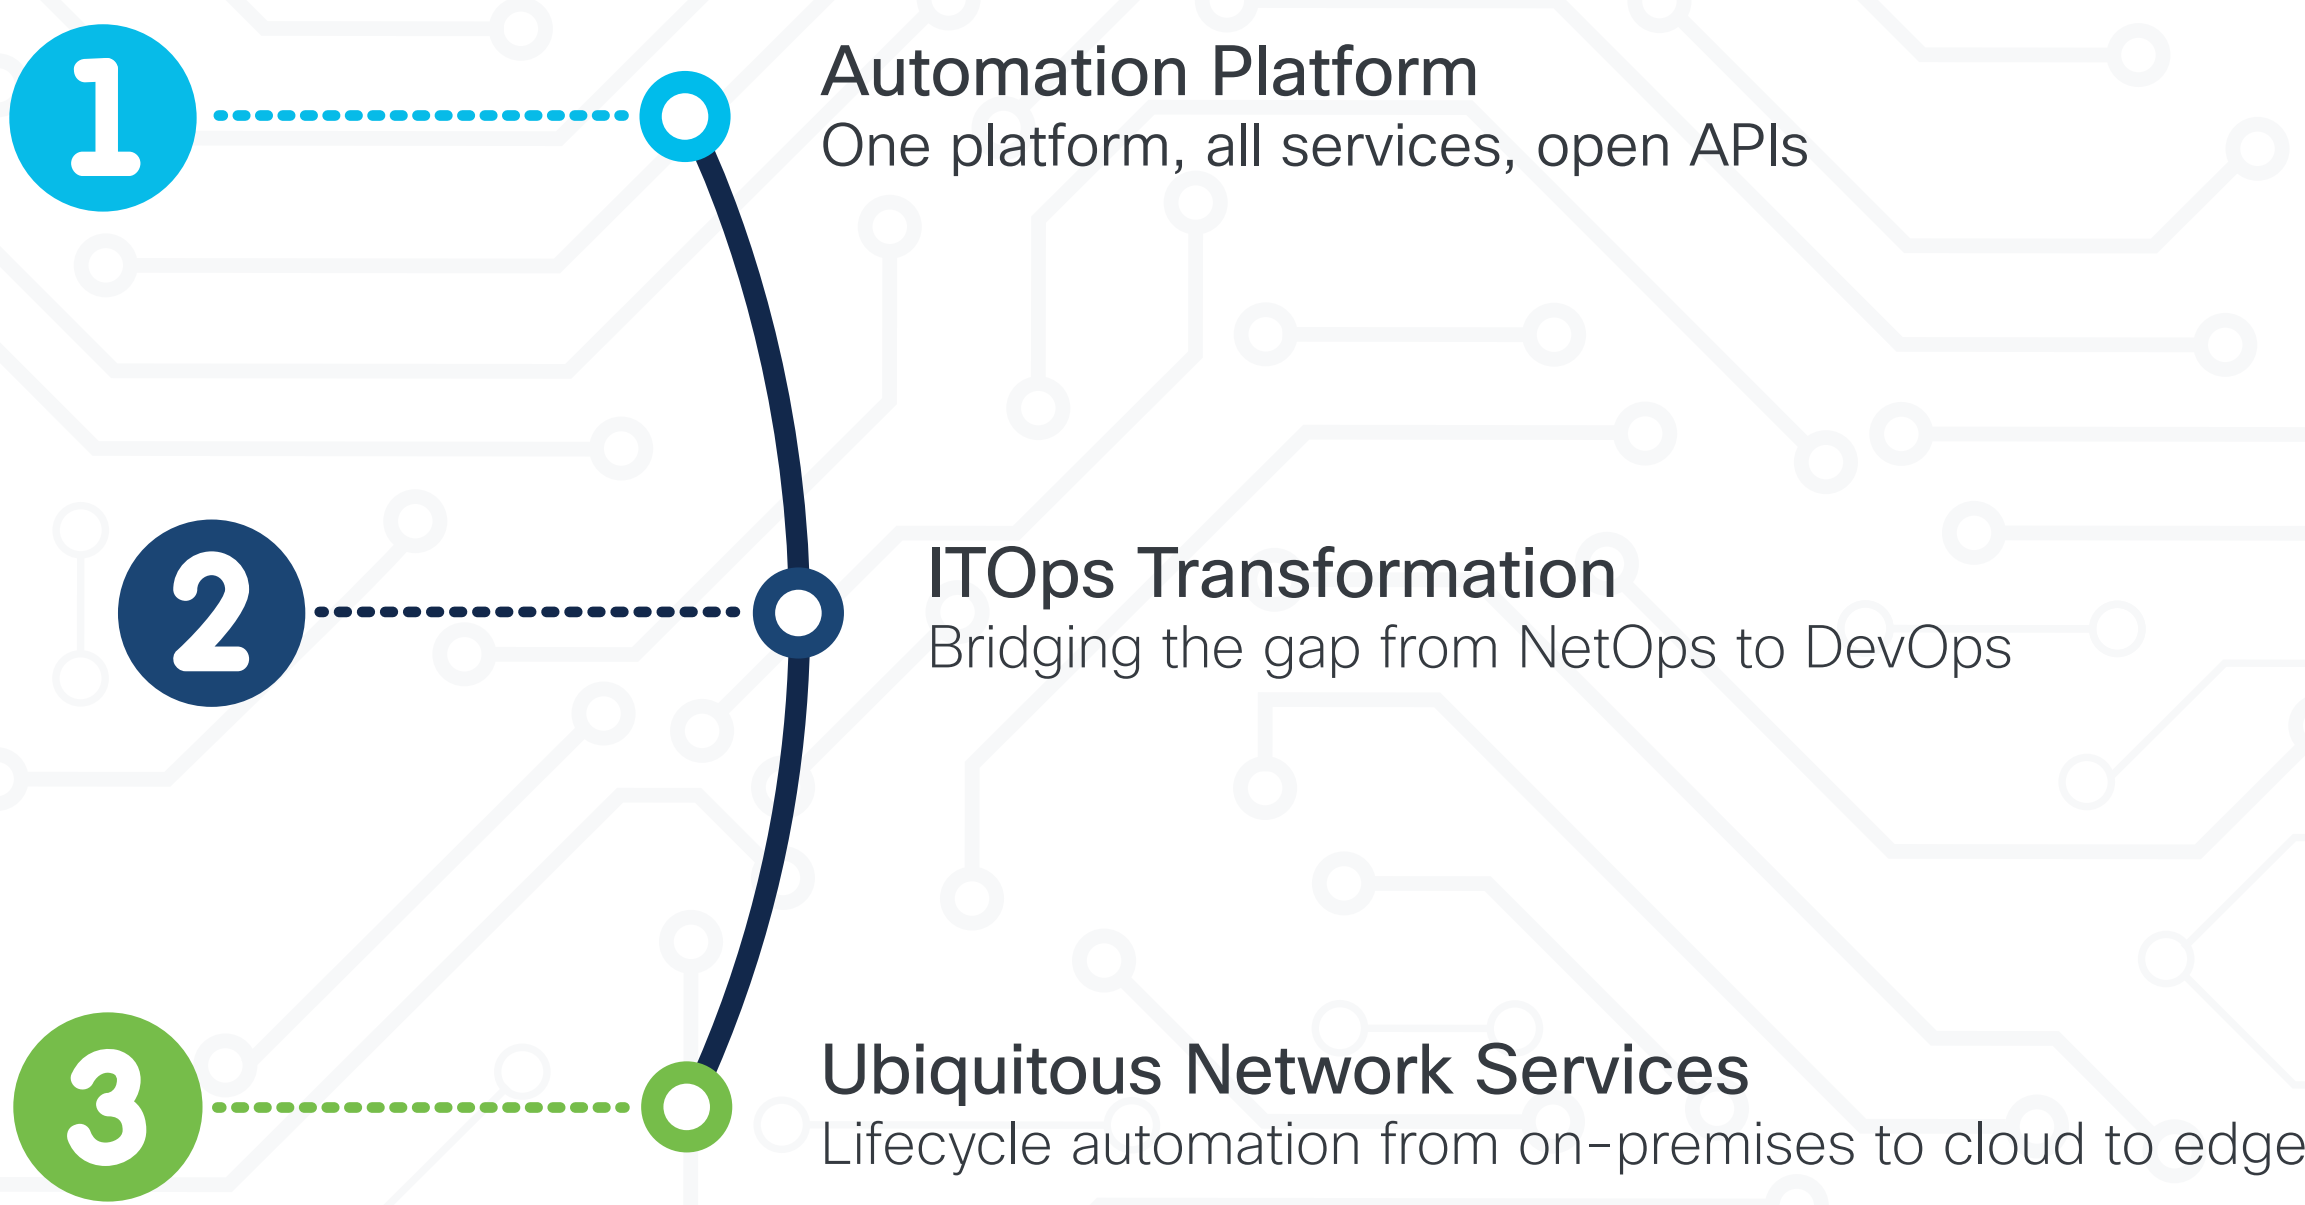 1
Automation Platform
One platform, all services, open APIs
2
ITOps Transformation
Bridging the gap from NetOps to DevOps
3
Ubiquitous Network Services
Lifecycle automation from on-premises to cloud to edge